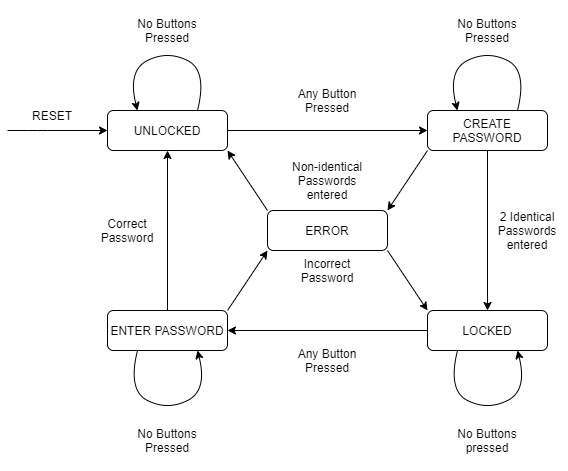 No Buttons
Pressed
No Buttons
Pressed
RESET
UNLOCKED
Any Button
Pressed
CREATE
PASSWORD
Non-identical
Passwords
entered
Correct
Password
ERROR
2 Identical
Passwords
entered
Incorrect
Password
ENTER PASSWORD
LOCKED
Any Button
Pressed
No Buttons
Pressed
No Buttons
pressed